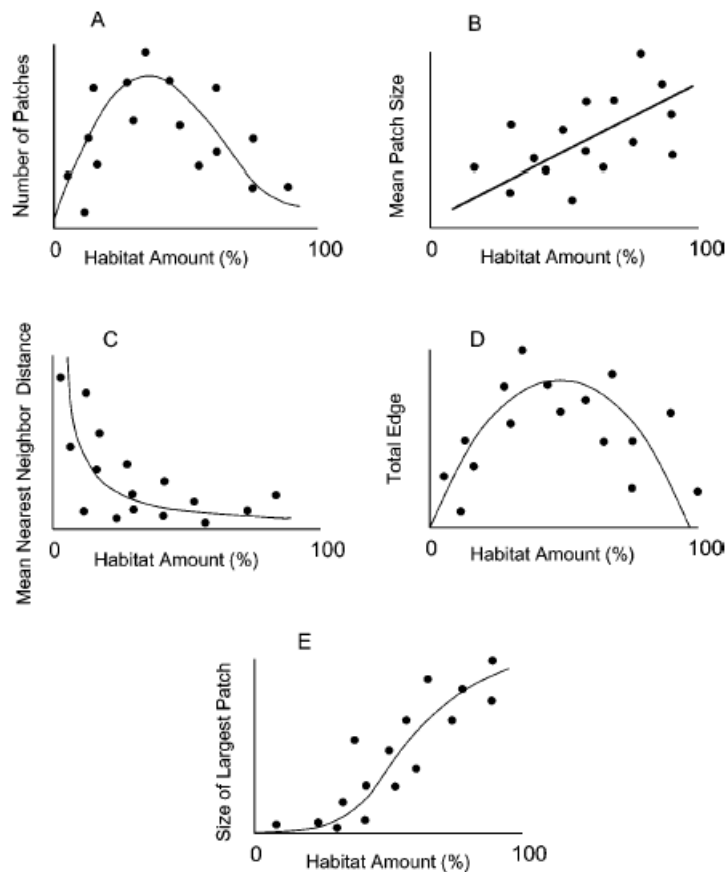 A
Number of Patches
0
100
Habitat Amount (%)
B
Mean Patch Size
0
100
Habitat Amount (%)
C
Mean Nearest Neighbor Distance
0
100
Habitat Amount (%)
D
Total Edge
0
100
Habitat Amount (%)
E
Size of Largest Patch
0
100
Habitat Amount (%)